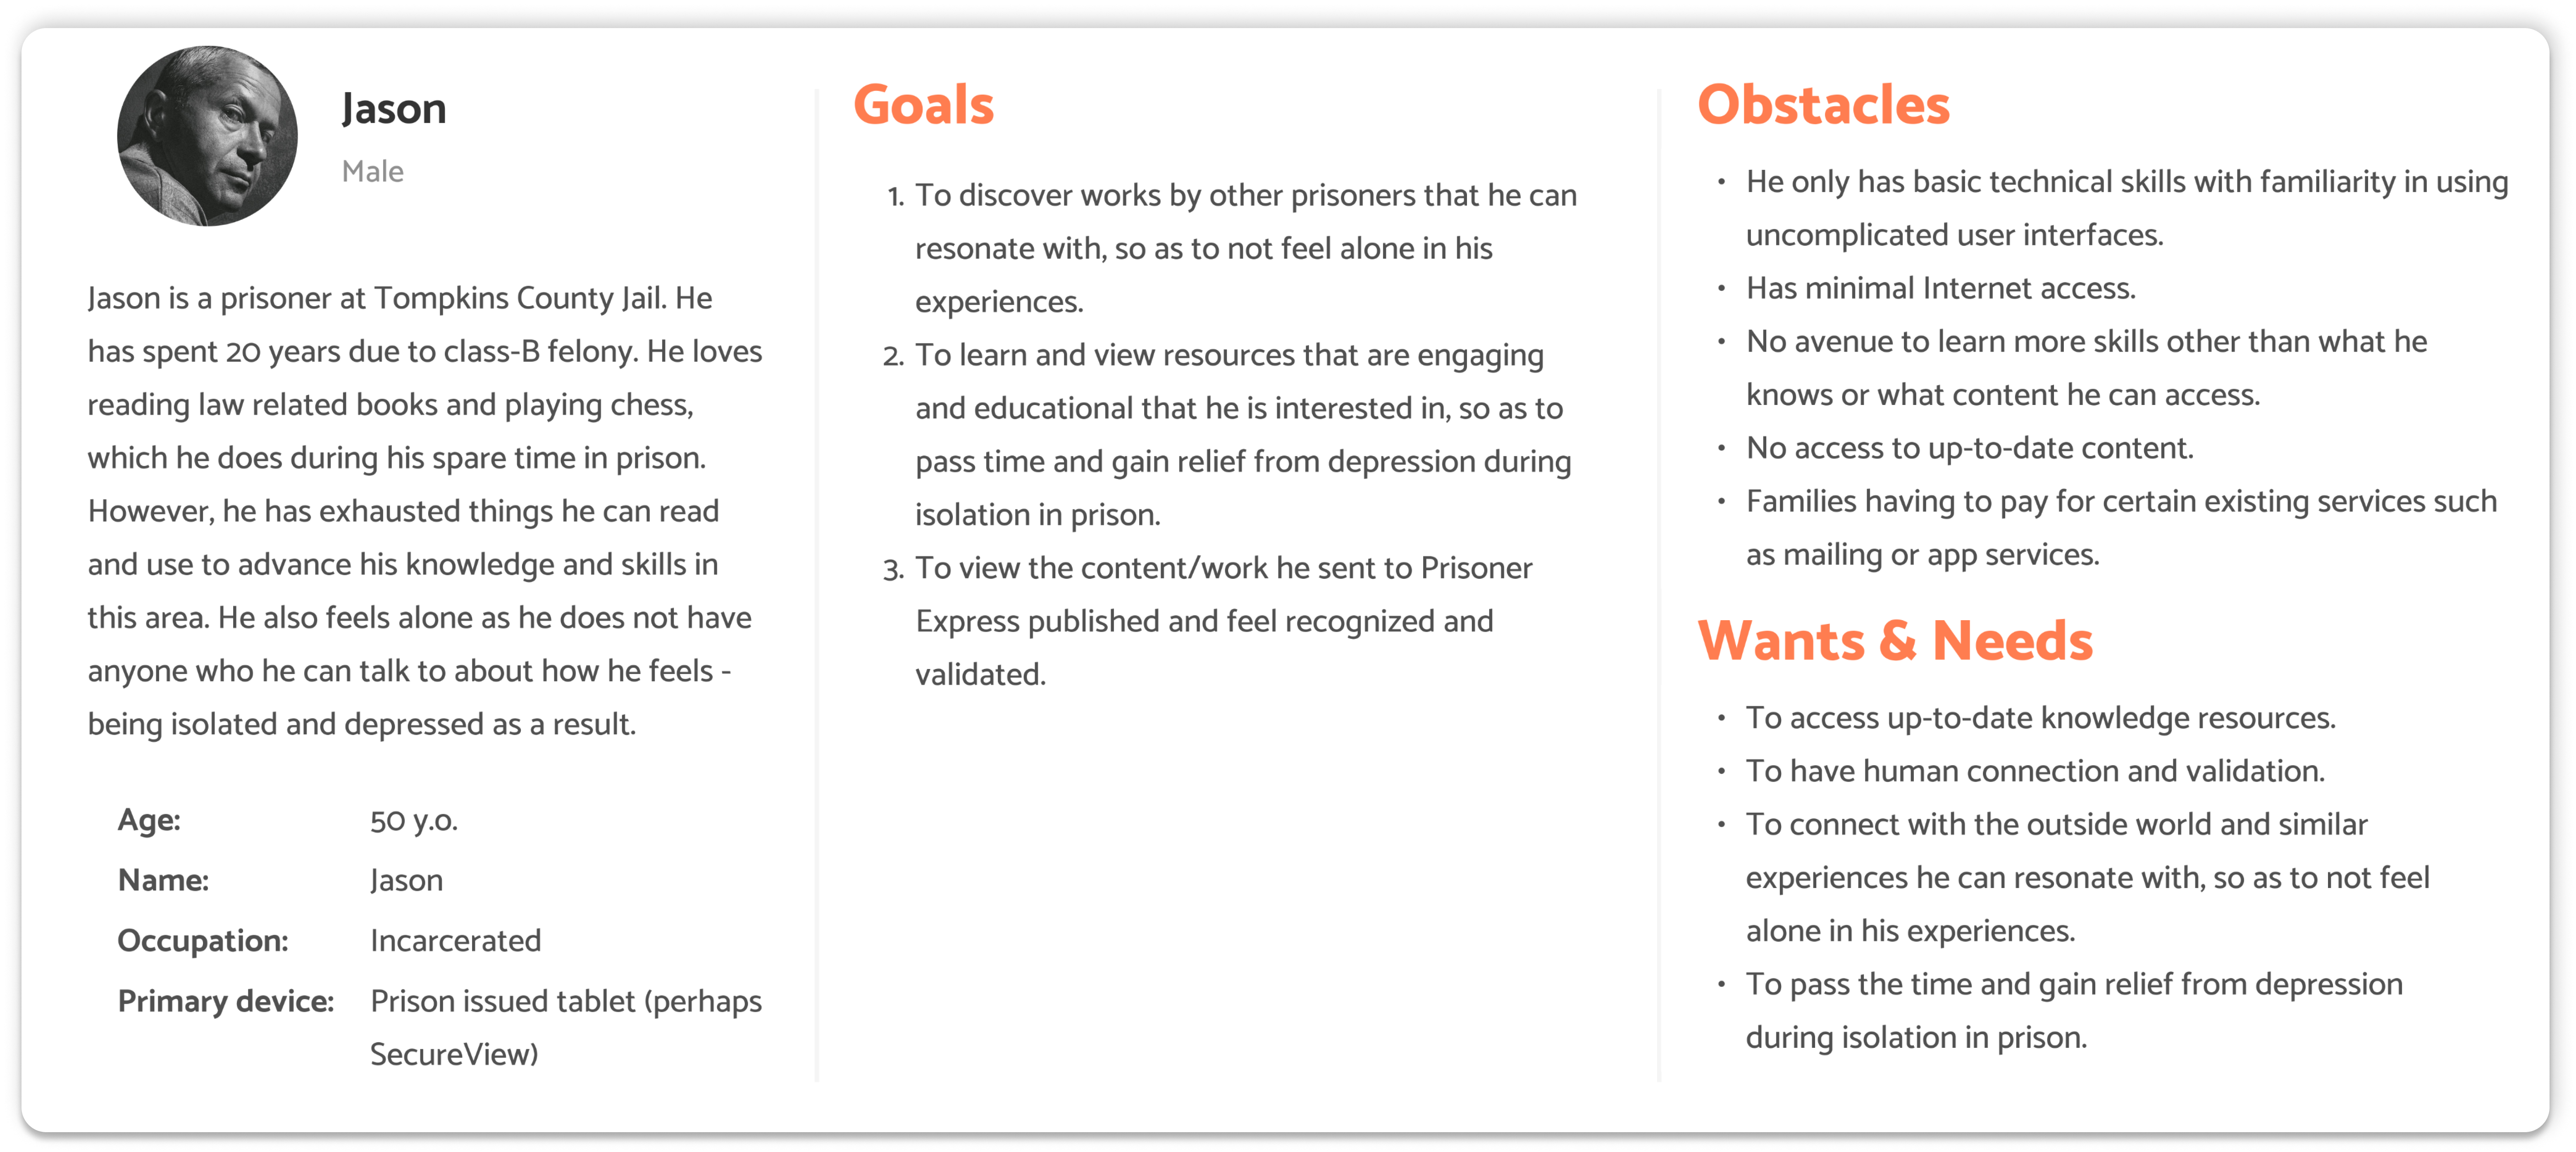 Jason
Male
Jason is a prisoner at Tompkins County Jail. He
has spent 20 years due to class-B felony. He loves
reading law related books and playing chess,
which he does during his spare time in prison.
However, he has exhausted things he can read
and use to advance his knowledge and skills in
this area. He also feels alone as he does not have
anyone who he can talk to about how he feels -
being isolated and depressed as a result.
Age: 50 y.o.
Name: Jason
Occupation: Incarcerated
Primary device: Prison issued tablet (perhaps
SecureView)
Goals
1. To discover works by other prisoners that he can
resonate with, so as to not feel alone in his
experiences.
2. To learn and view resources that are engaging
and educational that he is interested in, so as to
pass time and gain relief from depression during
isolation in prison.
3. To view the content/work he sent to Prisoner
Express published and feel recognized and
validated.
Obstacles
• He only has basic technical skills with familiarity in using
uncomplicated user interfaces.
• Has minimal Internet access.
• No avenue to learn more skills other than what he
knows or what content he can access.
• No access to up-to-date content.
• Families having to pay for certain existing services such
as mailing or app services.
Wants & Needs
• To access up-to-date knowledge resources.
• To have human connection and validation.
• To connect with the outside world and similar
experiences he can resonate with, so as to not feel
alone in his experiences.
• To pass the time and gain relief from depression
during isolation in prison.